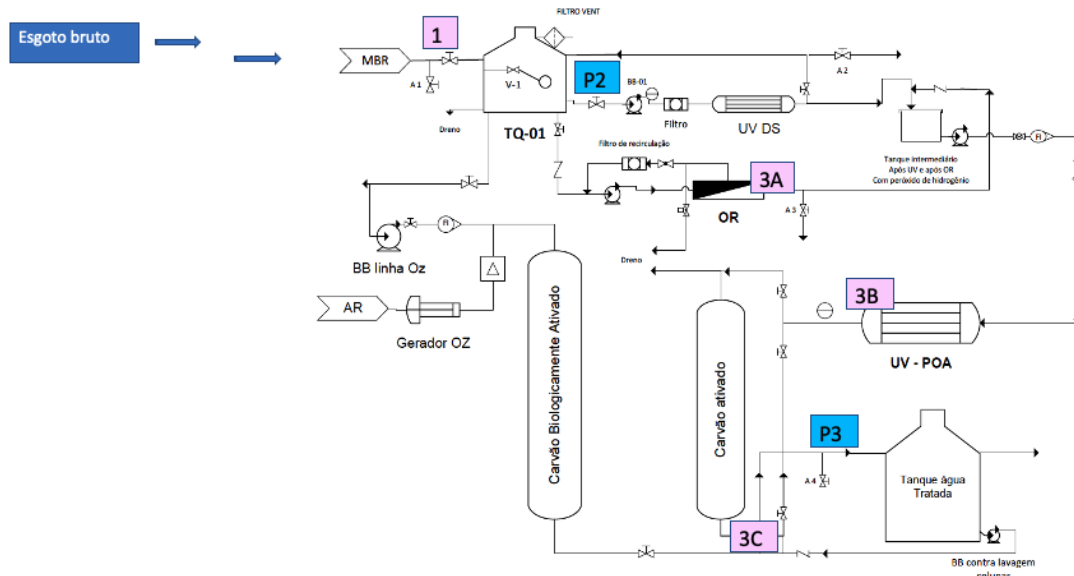 Esgoto bruto
FILTRO VENT
1
MBR
A 1
V-1
P2
BB-01
A 2
Dreno
TQ-01
Filtro
UV DS
FI
Filtro de recirculação
Tanque intermediário
Após UV e após OR
Com peróxido de hidrogênio
3A
OR
A 3
FI
BB linha Oz
Dreno
3B
AR
Gerador OZ
UV - POA
Carvão Biologicamente Ativado
Carvão ativado
P3
A 4
Tanque água
Tratada
3C
BB contra lavagem